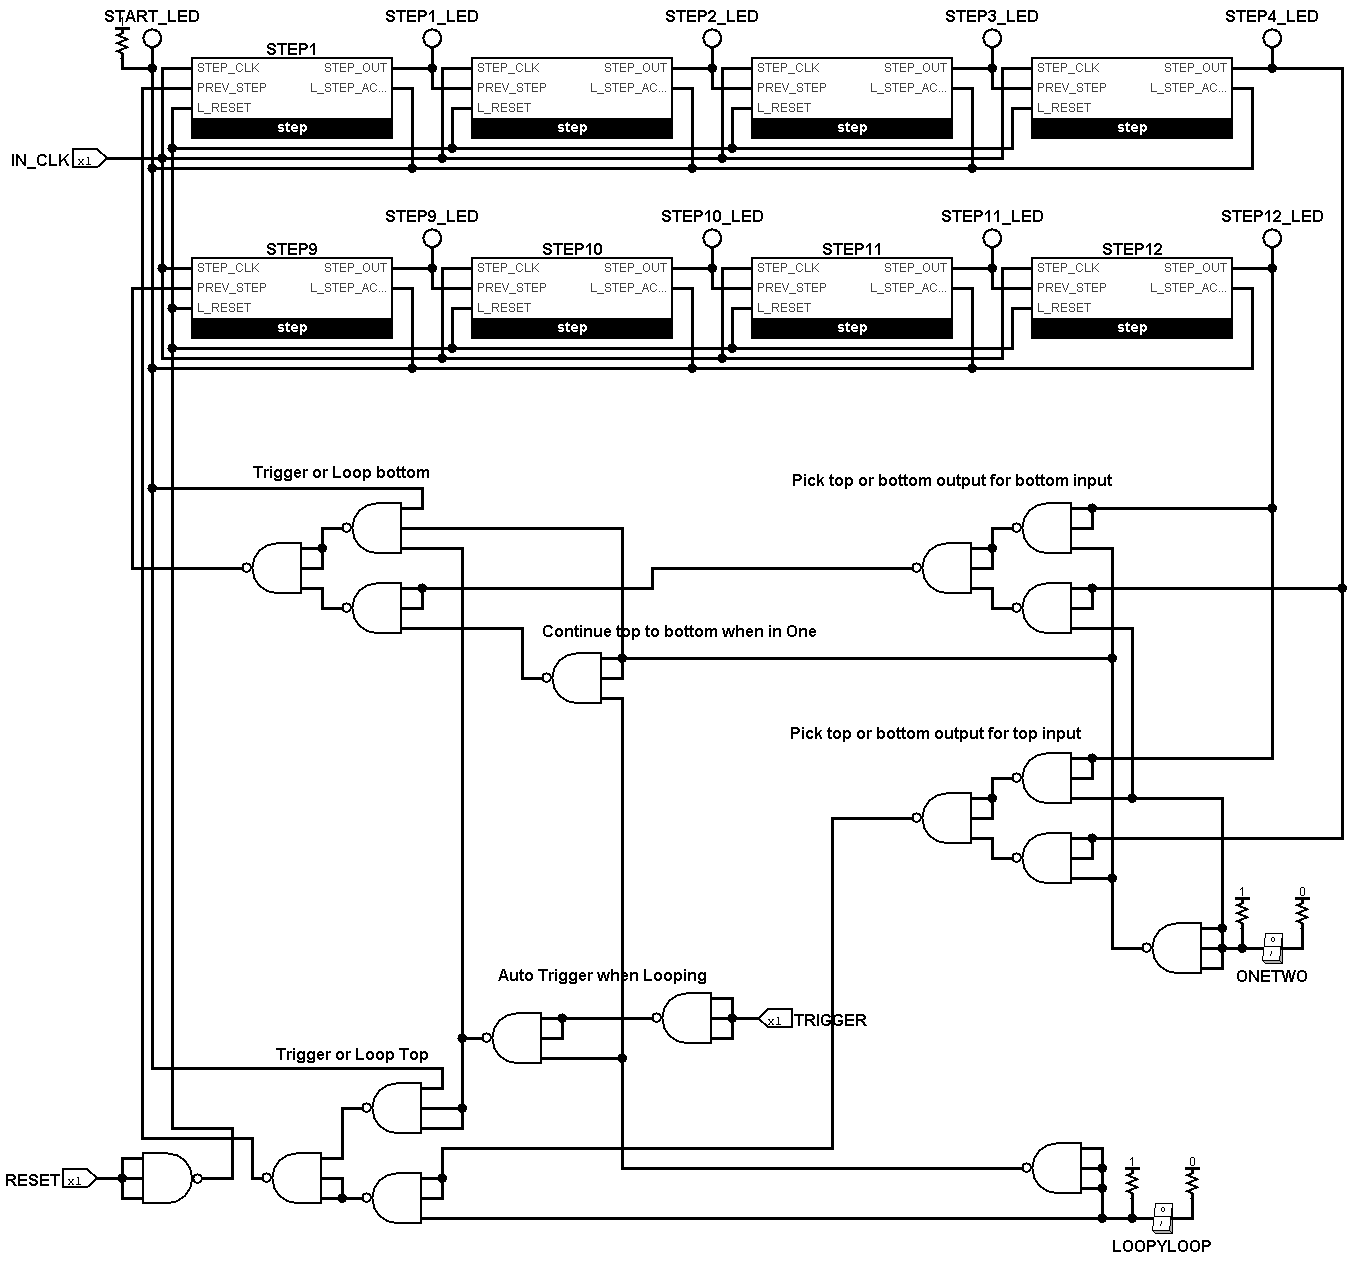 START_LED STEP1_LED STEP2_LED STEP3_LED STEP4_LED
1
STEP1
STEP_CLK STEP_OUT STEP_CLK STEP_OUT STEP_CLK STEP_OUT STEP_CLK STEP_OUT
PREV_STEP L_STEP_AC... PREV_STEP L_STEP_AC... PREV_STEP L_STEP_AC... PREV_STEP L_STEP_AC...
L_RESET L_RESET L_RESET L_RESET
step step step step
IN_CLK x1
STEP9_LED STEP10_LED STEP11_LED STEP12_LED
STEP9 STEP10 STEP11 STEP12
STEP_CLK STEP_OUT STEP_CLK STEP_OUT STEP_CLK STEP_OUT STEP_CLK STEP_OUT
PREV_STEP L_STEP_AC... PREV_STEP L_STEP_AC... PREV_STEP L_STEP_AC... PREV_STEP L_STEP_AC...
L_RESET L_RESET L_RESET L_RESET
step step step step
Trigger or Loop bottom
Pick top or bottom output for bottom input
Continue top to bottom when in One
Pick top or bottom output for top input
1 0
0
ONETWO
Auto Trigger when Looping
x1 TRIGGER
Trigger or Loop Top
1 0
RESET x1
0
LOOPYLOOP